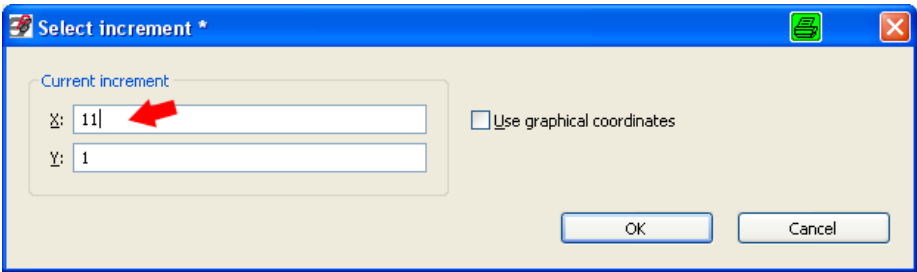 Select increment *
Current increment
X: 11
Use graphical coordinates
Y: 1
OK
Cancel